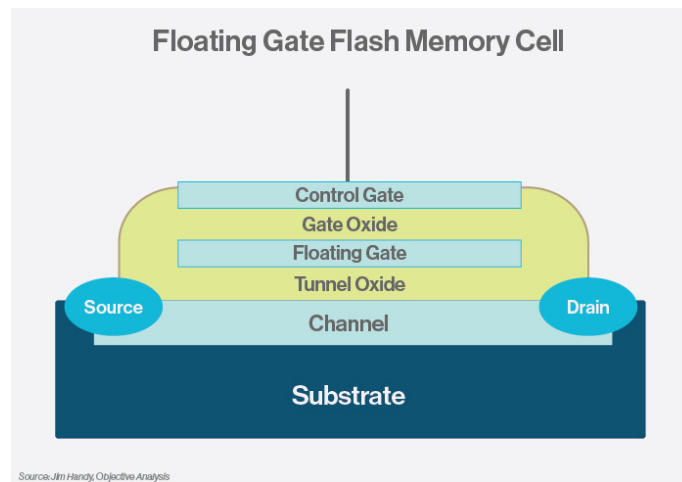 Floating Gate Flash Memory Cell
Control Gate
Gate Oxide
Floating Gate
Tunnel Oxide
Source
Drain
Channel
Substrate
Source: Jim Handy, Objective Analysis